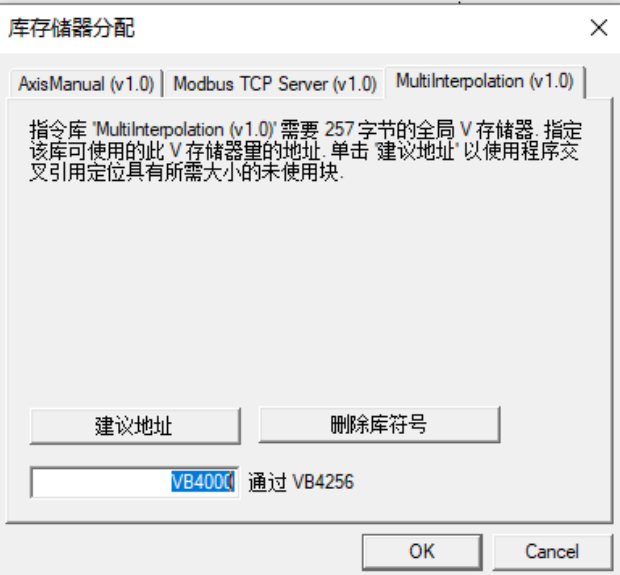 库存储器分配
AxisManual (v1.0) Modbus TCP Server (v1.0) MultiInterpolation (v1.0)
指令库 "MultiInterpolation (v1.0)" 需要 257 字节的全局 V 存储器. 指定
该库可使用的此 V 存储器里的地址. 单击 "建议地址" 以使用程序交
叉引用定位具有所需大小的未使用块.
建议地址 删除库符号
VB4000 通过 VB4256
OK Cancel